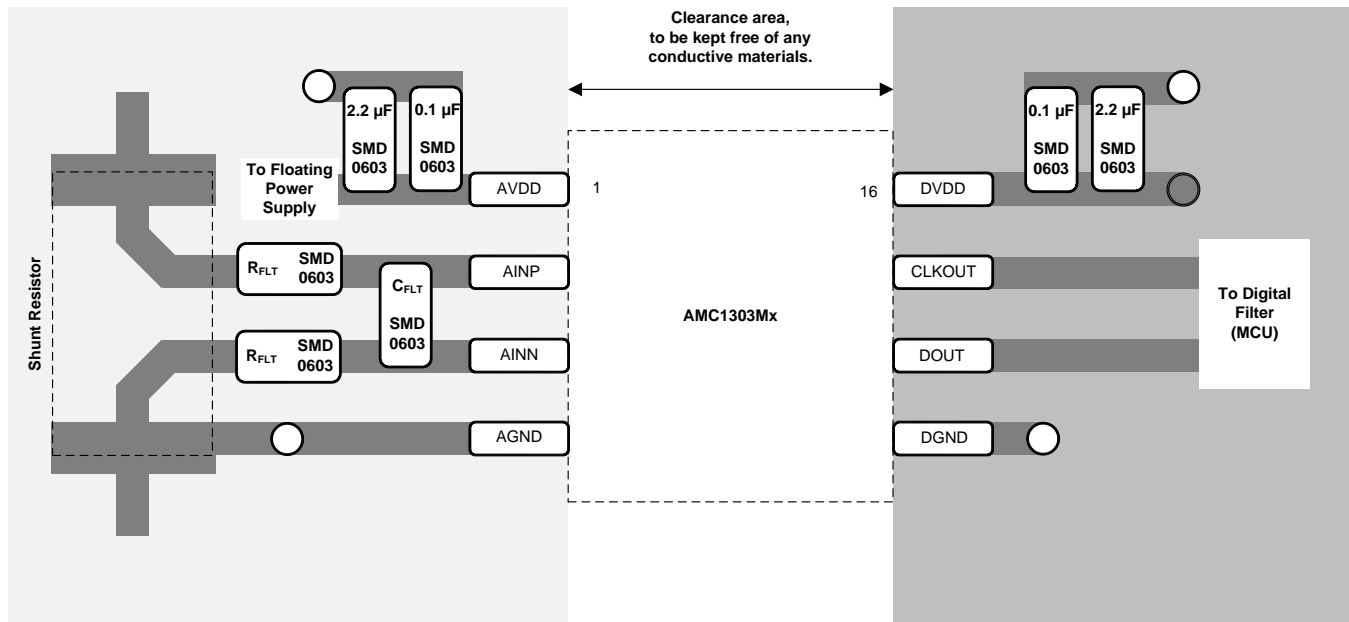 Clearance area,
to be kept free of any
conductive materials.
2.2 µF
SMD
0603
0.1 µF
SMD
0603
To Floating
Power
Supply
AVDD
1
16
DVDD
0.1 µF
SMD
0603
2.2 µF
SMD
0603
Shunt Resistor
RFLT
SMD
0603
CFLT
SMD
0603
AINP
CLKOUT
AMC1303Mx
To Digital
Filter
(MCU)
RFLT
SMD
0603
AINN
DOUT
AGND
DGND